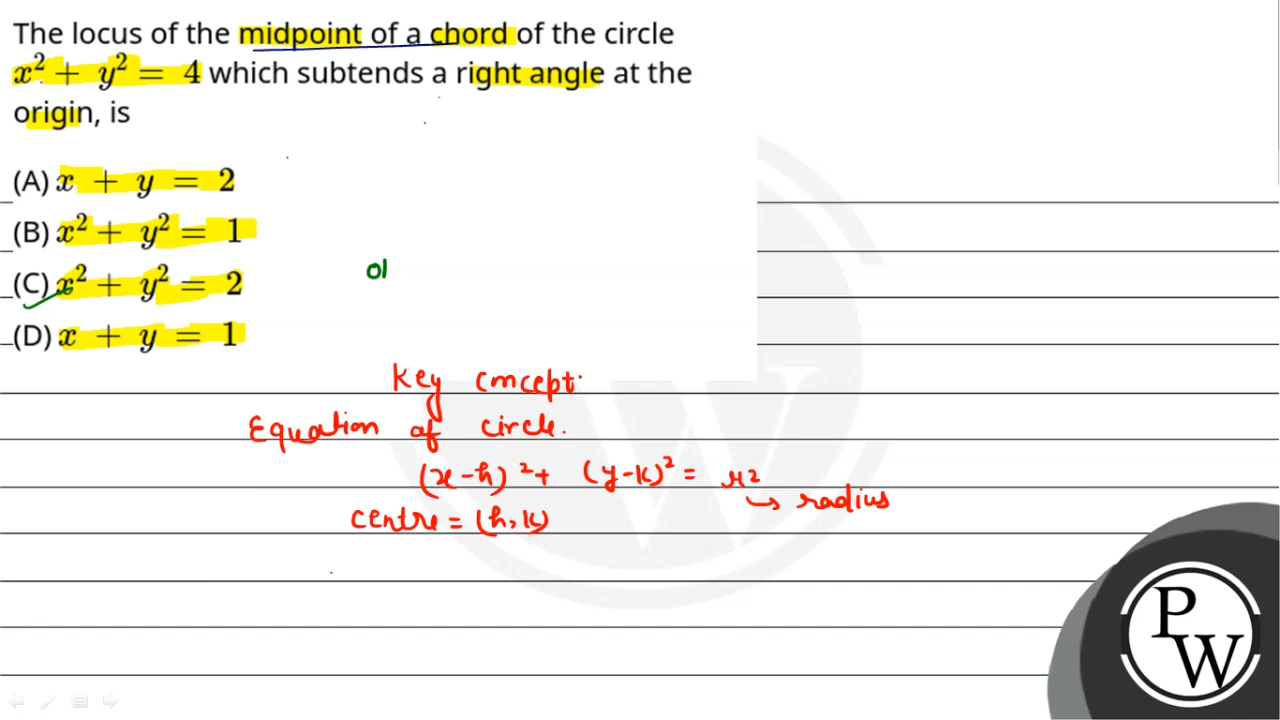 The locus of the midpoint of a chord of the circle
x² + y² = 4 which subtends a right angle at the
origin, is
(A) x + y = 2
(B) x² + y² = 1
(C) x² + y² = 2
(D) x + y = 1
Key concept
Equation of circle.
(x-h)² + (y-k)² = r²
radius
centre = (h, k)
P
W